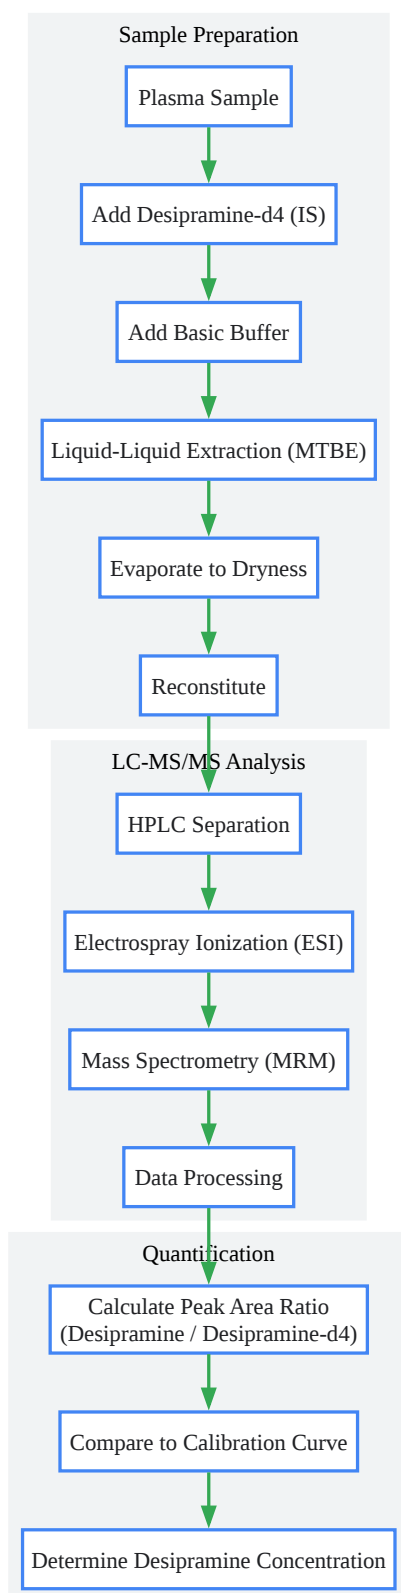 Sample Preparation
Plasma Sample
Add Desipramine-d4 (IS)
Add Basic Buffer
Liquid-Liquid Extraction (MTBE)
Evaporate to Dryness
Reconstitute
LC-MS/MS Analysis
HPLC Separation
Electrospray Ionization (ESI)
Mass Spectrometry (MRM)
Data Processing
Quantification
Calculate Peak Area Ratio
(Desipramine / Desipramine-d4)
Compare to Calibration Curve
Determine Desipramine Concentration